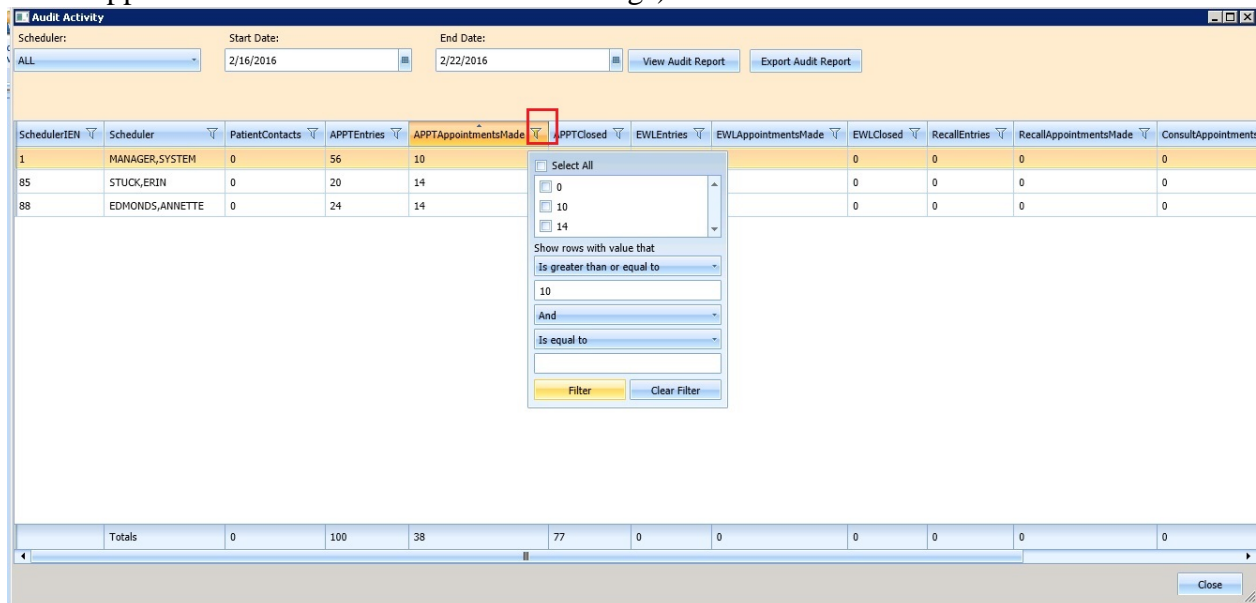 Audit Activity
Scheduler: Start Date: End Date:
ALL 2/16/2016 2/22/2016 View Audit Report Export Audit Report
SchedulerIEN Scheduler PatientContacts APPTEntries APPTAppointmentsMade APPTClosed EWLEntries EWLAppointmentsMade EWLClosed RecallEntries RecallAppointmentsMade ConsultAppointments
1 MANAGER,SYSTEM 0 56 10 0 0 0 0
85 STUCK,ERIN 0 20 14 0 0 0 0
88 EDMONDS,ANNETTE 0 24 14 0 0 0 0
Select All
0
10
14
Show rows with value that
Is greater than or equal to
10
And
Is equal to
Filter Clear Filter
Totals 0 100 38 77 0 0 0 0 0 0
Close